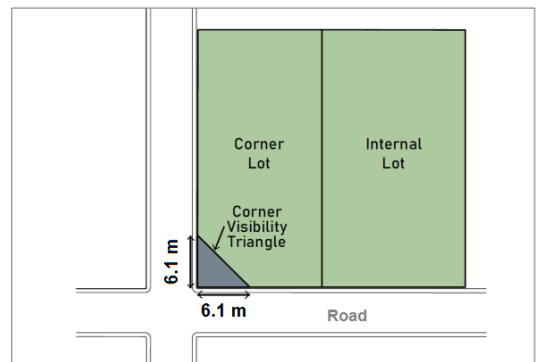 Corner
Lot
Internal
Lot
Corner
Visibility
Triangle
6.1 m
6.1 m
Road